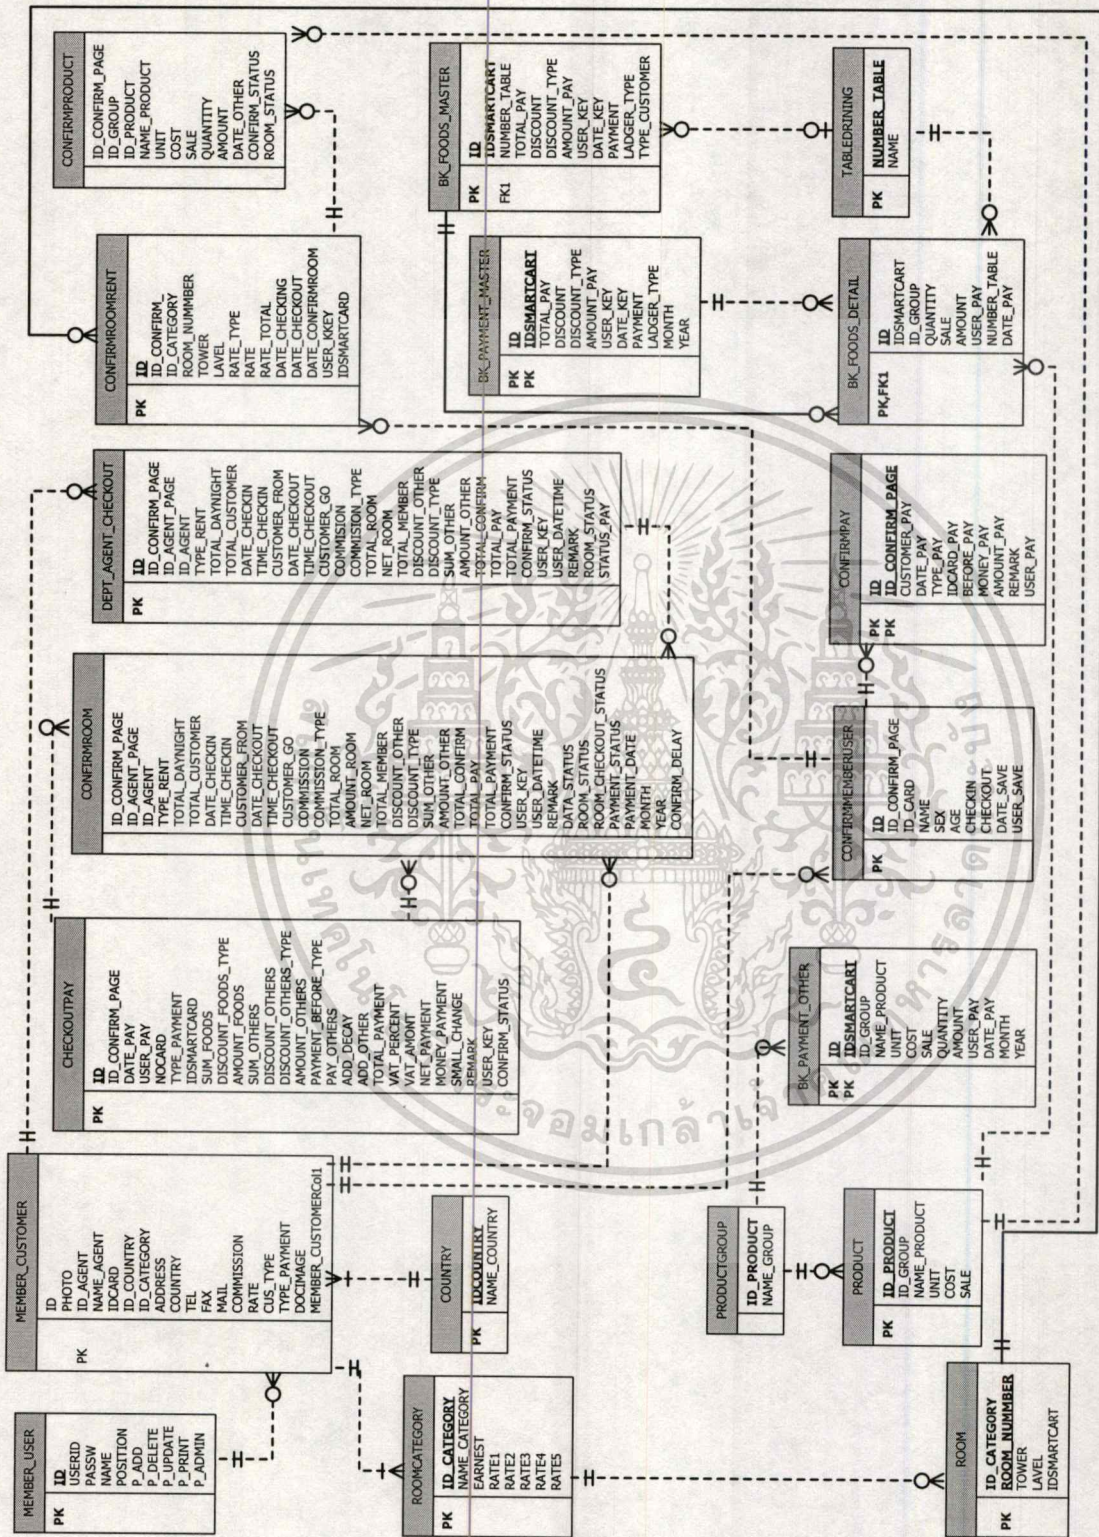 MEMBER_USER
PK
ID
USERID
PASSW
NAME
POSITION
P_ADD
P_DELETE
P_UPDATE
P_PRINT
P_ADMIN
MEMBER_CUSTOMER
PK
ID
PHOTO
ID_AGENT
NAME_AGENT
IDCARD
ID_COUNTRY
ID_CATEGORY
ADDRESS
COUNTRY
TEL
FAX
MAIL
COMMISSION
RATE
CUS_TYPE
TYPE_PAYMENT
DOCIMAGE
MEMBER_CUSTOMERCol1
CHECKOUTPAY
PK
ID
ID_CONFIRM_PAGE
DATE_PAY
USER_PAY
NOCARD
TYPE_PAYMENT
IDSMARTCARD
SUM_FOODS
DISCOUNT_FOODS_TYPE
AMOUNT_FOODS
SUM_OTHERS
DISCOUNT_OTHERS
DISCOUNT_OTHERS_TYPE
AMOUNT_OTHERS
PAYMENT_BEFORE_TYPE
PAY_OTHERS
ADD_DECAY
ADD_OTHER
TOTAL_PAYMENT
VAT_PERCENT
VAT_AMONT
NET_PAYMENT
MONEY_PAYMENT
SMALL_CHANGE
REMARK
USER_KEY
CONFIRM_STATUS
CONFIRMROOM
ID_CONFIRM_PAGE
ID_AGENT_PAGE
ID_AGENT
TYPE_RENT
TOTAL_DAYNIGHT
TOTAL_CUSTOMER
DATE_CHECKIN
TIME_CHECKIN
CUSTOMER_FROM
DATE_CHECKOUT
TIME_CHECKOUT
CUSTOMER_GO
COMMISSION
COMMISSION_TYPE
TOTAL_ROOM
AMOUNT_ROOM
NET_ROOM
TOTAL_MEMBER
DISCOUNT_OTHER
DISCOUNT_TYPE
SUM_OTHER
AMOUNT_OTHER
TOTAL_CONFIRM
TOTAL_PAY
TOTAL_PAYMENT
CONFIRM_STATUS
USER_KEY
USER_DATETIME
REMARK
DATA_STATUS
ROOM_STATUS
ROOM_CHECKOUT_STATUS
PAYMENT_STATUS
PAYMENT_DATE
MONTH
YEAR
CONFIRM_DELAY
DEPT_AGENT_CHECKOUT
PK
ID
ID_CONFIRM_PAGE
ID_AGENT_PAGE
ID_AGENT
TYPE_RENT
TOTAL_DAYNIGHT
TOTAL_CUSTOMER
DATE_CHECKIN
TIME_CHECKIN
CUSTOMER_FROM
DATE_CHECKOUT
TIME_CHECKOUT
CUSTOMER_GO
COMMISION
COMMISION_TYPE
TOTAL_ROOM
NET_ROOM
TOTAL_MEMBER
DISCOUNT_OTHER
DISCOUNT_TYPE
SUM_OTHER
AMOUNT_OTHER
TOTAL_CONFIRM
TOTAL_PAY
TOTAL_PAYMENT
CONFIRM_STATUS
USER_KEY
USER_DATETIME
REMARK
ROOM_STATUS
STATUS_PAY
CONFIRMROOMRENT
PK
ID
ID_CONFIRM_
ID_CATEGORY
ROOM_NUMMBER
TOWER
LAVEL
RATE_TYPE
RATE
RATE_TOTAL
DATE_CHECKING
DATE_CHECKOUT
DATE_CONFIRMROOM
USER_KKEY
IDSMARTCARD
CONFIRMPRODUCT
ID_CONFIRM_PAGE
ID_GROUP
ID_PRODUCT
NAME_PRODUCT
UNIT
COST
SALE
QUANTITY
AMOUNT
DATE_OTHER
CONFIRM_STATUS
ROOM_STATUS
ROOMCATEGORY
PK
ID_CATEGORY
NAME_CATEGORY
EARNEST
RATE1
RATE2
RATE3
RATE4
RATE5
COUNTRY
PK
IDCOUNTRY
NAME_COUNTRY
BK_PAYMENT_MASTER
PK
PK
ID
IDSMARTCART
TOTAL_PAY
DISCOUNT
DISCOUNT_TYPE
AMOUNT_PAY
USER_KEY
DATE_KEY
PAYMENT
LADGER_TYPE
MONTH
YEAR
BK_FOODS_MASTER
PK
FK1
ID
IDSMARTCART
NUMBER_TABLE
TOTAL_PAY
DISCOUNT
DISCOUNT_TYPE
AMOUNT_PAY
USER_KEY
DATE_KEY
PAYMENT
LADGER_TYPE
TYPE_CUSTOMER
PRODUCTGROUP
ID_PRODUCT
NAME_GROUP
BK_PAYMENT_OTHER
PK
PK
ID
IDSMARTCART
ID_GROUP
NAME_PRODUCT
UNIT
COST
SALE
QUANTITY
AMOUNT
USER_PAY
DATE_PAY
MONTH
YEAR
CONFIRMMEMBERUSER
PK
ID
ID_CONFIRM_PAGE
ID_CARD
NAME
SEX
AGE
CHECKIN
CHECKOUT
DATE_SAVE
USER_SAVE
CONFIRMPAY
PK
PK
ID
ID_CONFIRM_PAGE
CUSTOMER_PAY
DATE_PAY
TYPE_PAY
IDCARD_PAY
BEFORE_PAY
MONEY_PAY
AMOUNT_PAY
REMARK
USER_PAY
BK_FOODS_DETAIL
PK,FK1
ID
IDSMARTCART
ID_GROUP
QUANTITY
SALE
AMOUNT
USER_PAY
NUMBER_TABLE
DATE_PAY
TABLEDRINING
PK
NUMBER_TABLE
NAME
ROOM
PK
ID_CATEGORY
ROOM_NUMMBER
TOWER
LAVEL
IDSMARTCART
PRODUCT
PK
ID_PRODUCT
ID_GROUP
NAME_PRODUCT
UNIT
COST
SALE